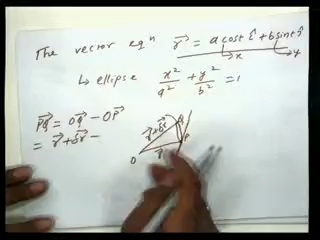 The vector eqⁿ r⃗ = a cost î + b sint ĵ
x y
↳ ellipse x²/a² + y²/b² = 1
PQ⃗ = OQ⃗ − OP⃗
= r⃗ + δr⃗ −
r⃗+δr⃗
P
O
r⃗